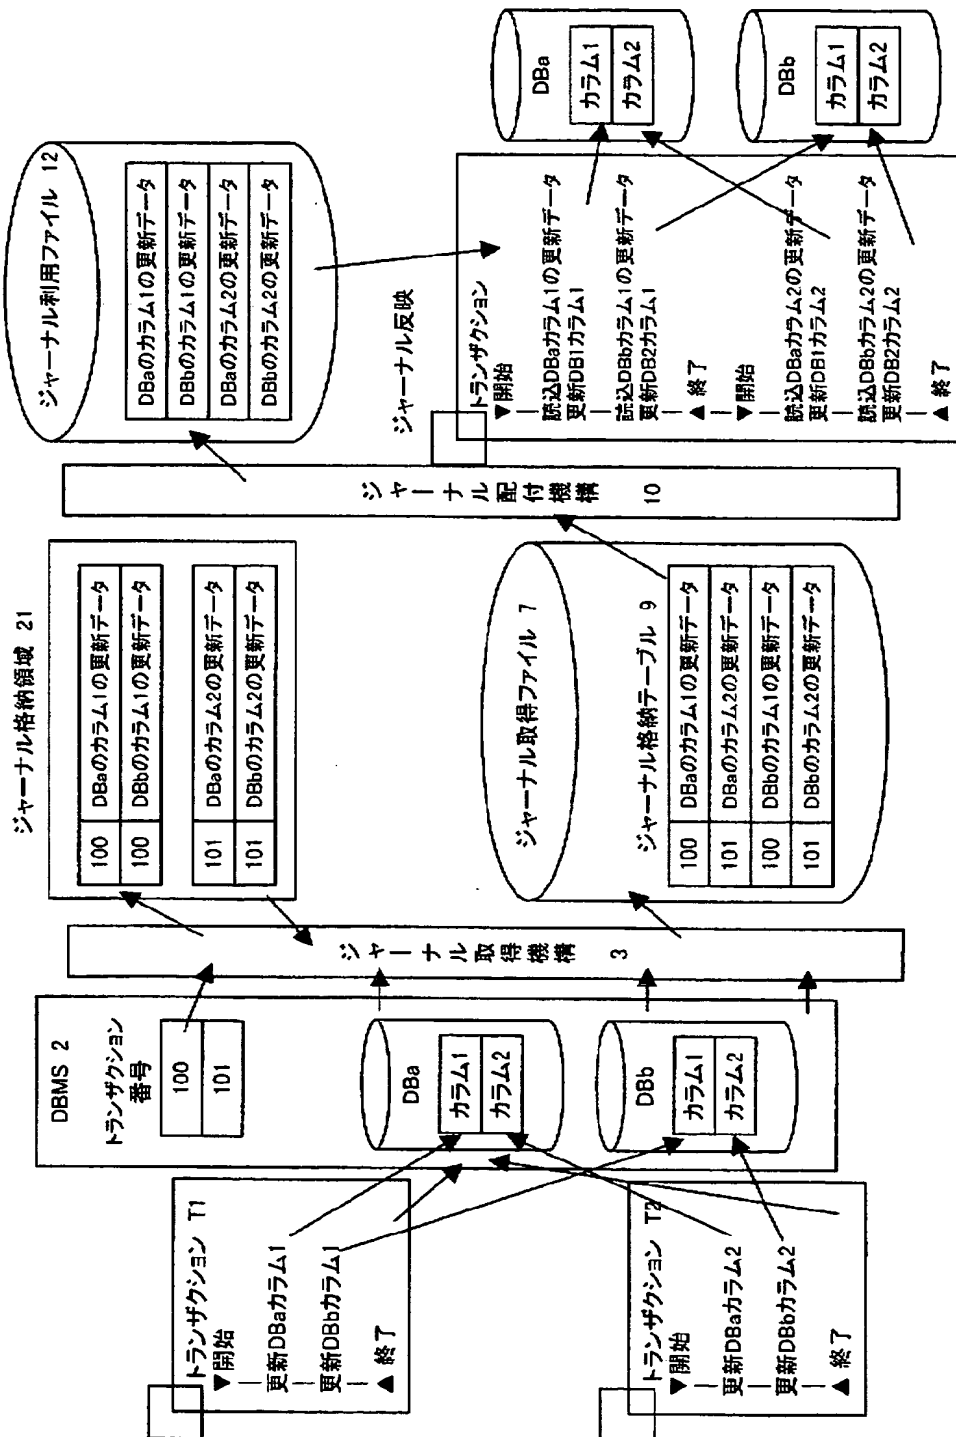 トランザクション T1
▼開始
更新DBaカラム1
更新DBbカラム1
▲終了
トランザクション T2
▼開始
更新DBaカラム2
更新DBbカラム2
▲終了
DBMS 2
トランザクション
番号
100
101
DBa
カラム1
カラム2
DBb
カラム1
カラム2
ジャーナル取得機構 3
ジャーナル格納領域 21
100 DBaのカラム1の更新データ
100 DBbのカラム1の更新データ
101 DBaのカラム2の更新データ
101 DBbのカラム2の更新データ
ジャーナル取得ファイル 7
ジャーナル格納テーブル 9
100 DBaのカラム1の更新データ
101 DBaのカラム2の更新データ
100 DBbのカラム1の更新データ
101 DBbのカラム2の更新データ
ジャーナル配付機構 10
ジャーナル利用ファイル 12
DBaのカラム1の更新データ
DBbのカラム1の更新データ
DBaのカラム2の更新データ
DBbのカラム2の更新データ
ジャーナル反映
トランザクション
▼開始
読込DBaカラム1の更新データ
更新DB1カラム1
読込DBbカラム1の更新データ
更新DB2カラム1
▲終了
▼開始
読込DBaカラム2の更新データ
更新DB1カラム2
読込DBbカラム2の更新データ
更新DB2カラム2
▲終了
DBa
カラム1
カラム2
DBb
カラム1
カラム2